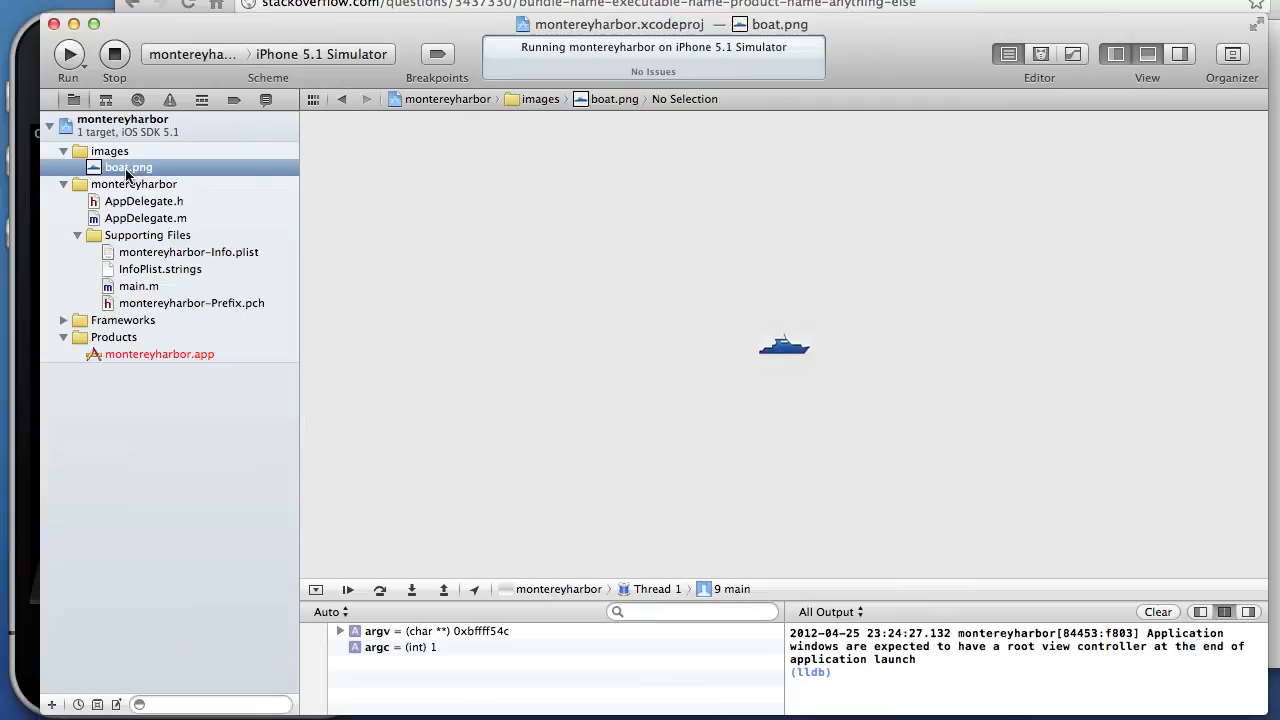 stackoverflow.com/questions/3437330/bundle-name-executable-name-product-name-anything-else
montereyharbor.xcodeproj — boat.png
montereyha... iPhone 5.1 Simulator
Running montereyharbor on iPhone 5.1 Simulator
No Issues
Run Stop Scheme Breakpoints Editor View Organizer
montereyharbor images boat.png No Selection
montereyharbor
1 target, iOS SDK 5.1
images
boat.png
montereyharbor
h AppDelegate.h
m AppDelegate.m
Supporting Files
montereyharbor-Info.plist
InfoPlist.strings
m main.m
h montereyharbor-Prefix.pch
Frameworks
Products
montereyharbor.app
montereyharbor Thread 1 9 main
Auto
All Output Clear
A argv = (char **) 0xbffff54c
A argc = (int) 1
2012-04-25 23:24:27.132 montereyharbor[84453:f803] Application
windows are expected to have a root view controller at the end of
application launch
(lldb)